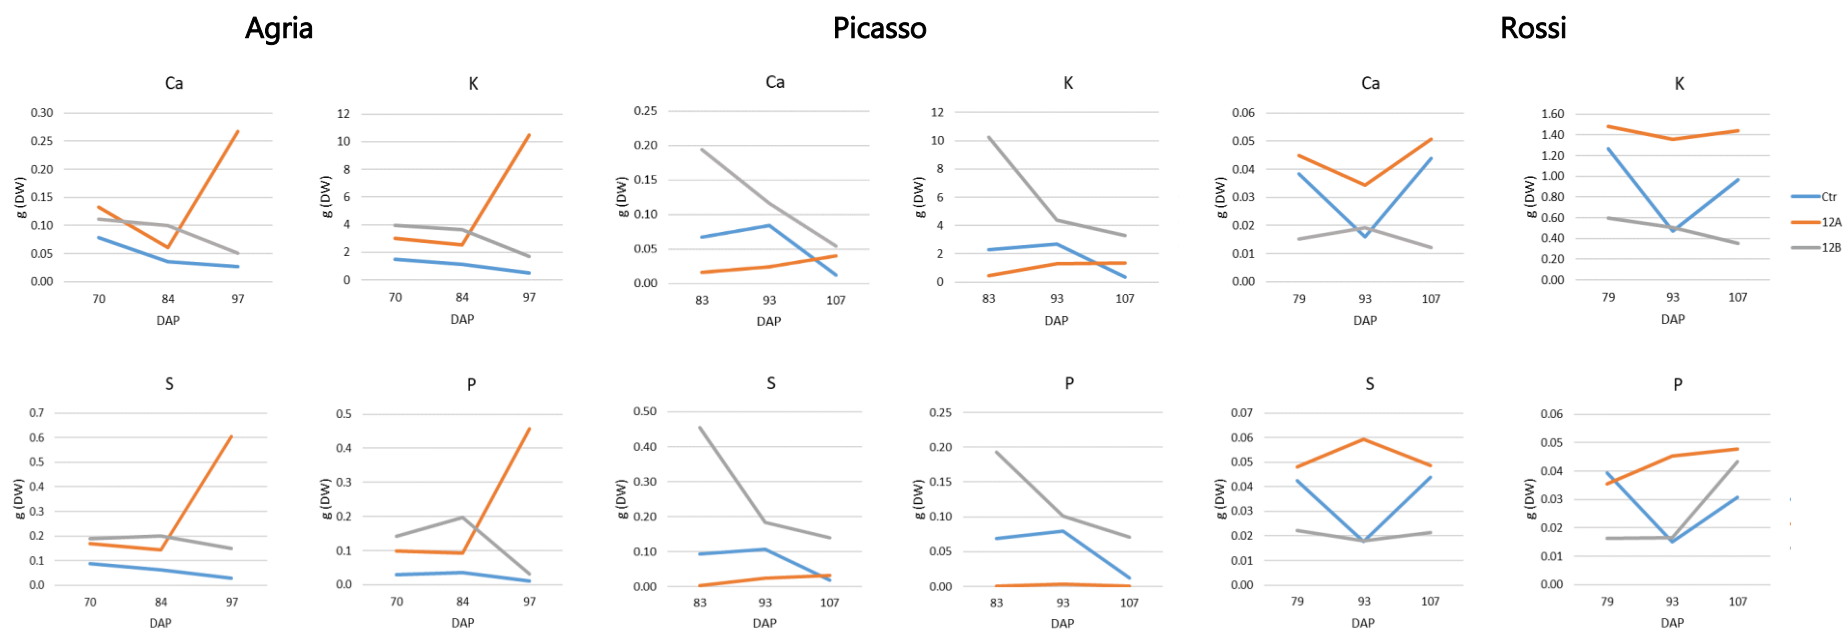 Agria
Picasso
Rossi
Ca
0.30
0.25
0.20
0.15
0.10
0.05
0.00
g (DW)
70 84 97
DAP
K
12
10
8
6
4
2
0
g (DW)
70 84 97
DAP
Ca
0.25
0.20
0.15
0.10
0.05
0.00
g (DW)
83 93 107
DAP
K
12
10
8
6
4
2
0
g (DW)
83 93 107
DAP
Ca
0.06
0.05
0.04
0.03
0.02
0.01
0.00
g (DW)
79 93 107
DAP
K
1.60
1.40
1.20
1.00
0.80
0.60
0.40
0.20
0.00
g (DW)
79 93 107
DAP
Ctr
12A
12B
S
0.7
0.6
0.5
0.4
0.3
0.2
0.1
0.0
g (DW)
70 84 97
DAP
P
0.5
0.4
0.3
0.2
0.1
0.0
g (DW)
70 84 97
DAP
S
0.50
0.40
0.30
0.20
0.10
0.00
g (DW)
83 93 107
DAP
P
0.25
0.20
0.15
0.10
0.05
0.00
g (DW)
83 93 107
DAP
S
0.07
0.06
0.05
0.04
0.03
0.02
0.01
0.00
g (DW)
79 93 107
DAP
P
0.06
0.05
0.04
0.03
0.02
0.01
0.00
g (DW)
79 93 107
DAP